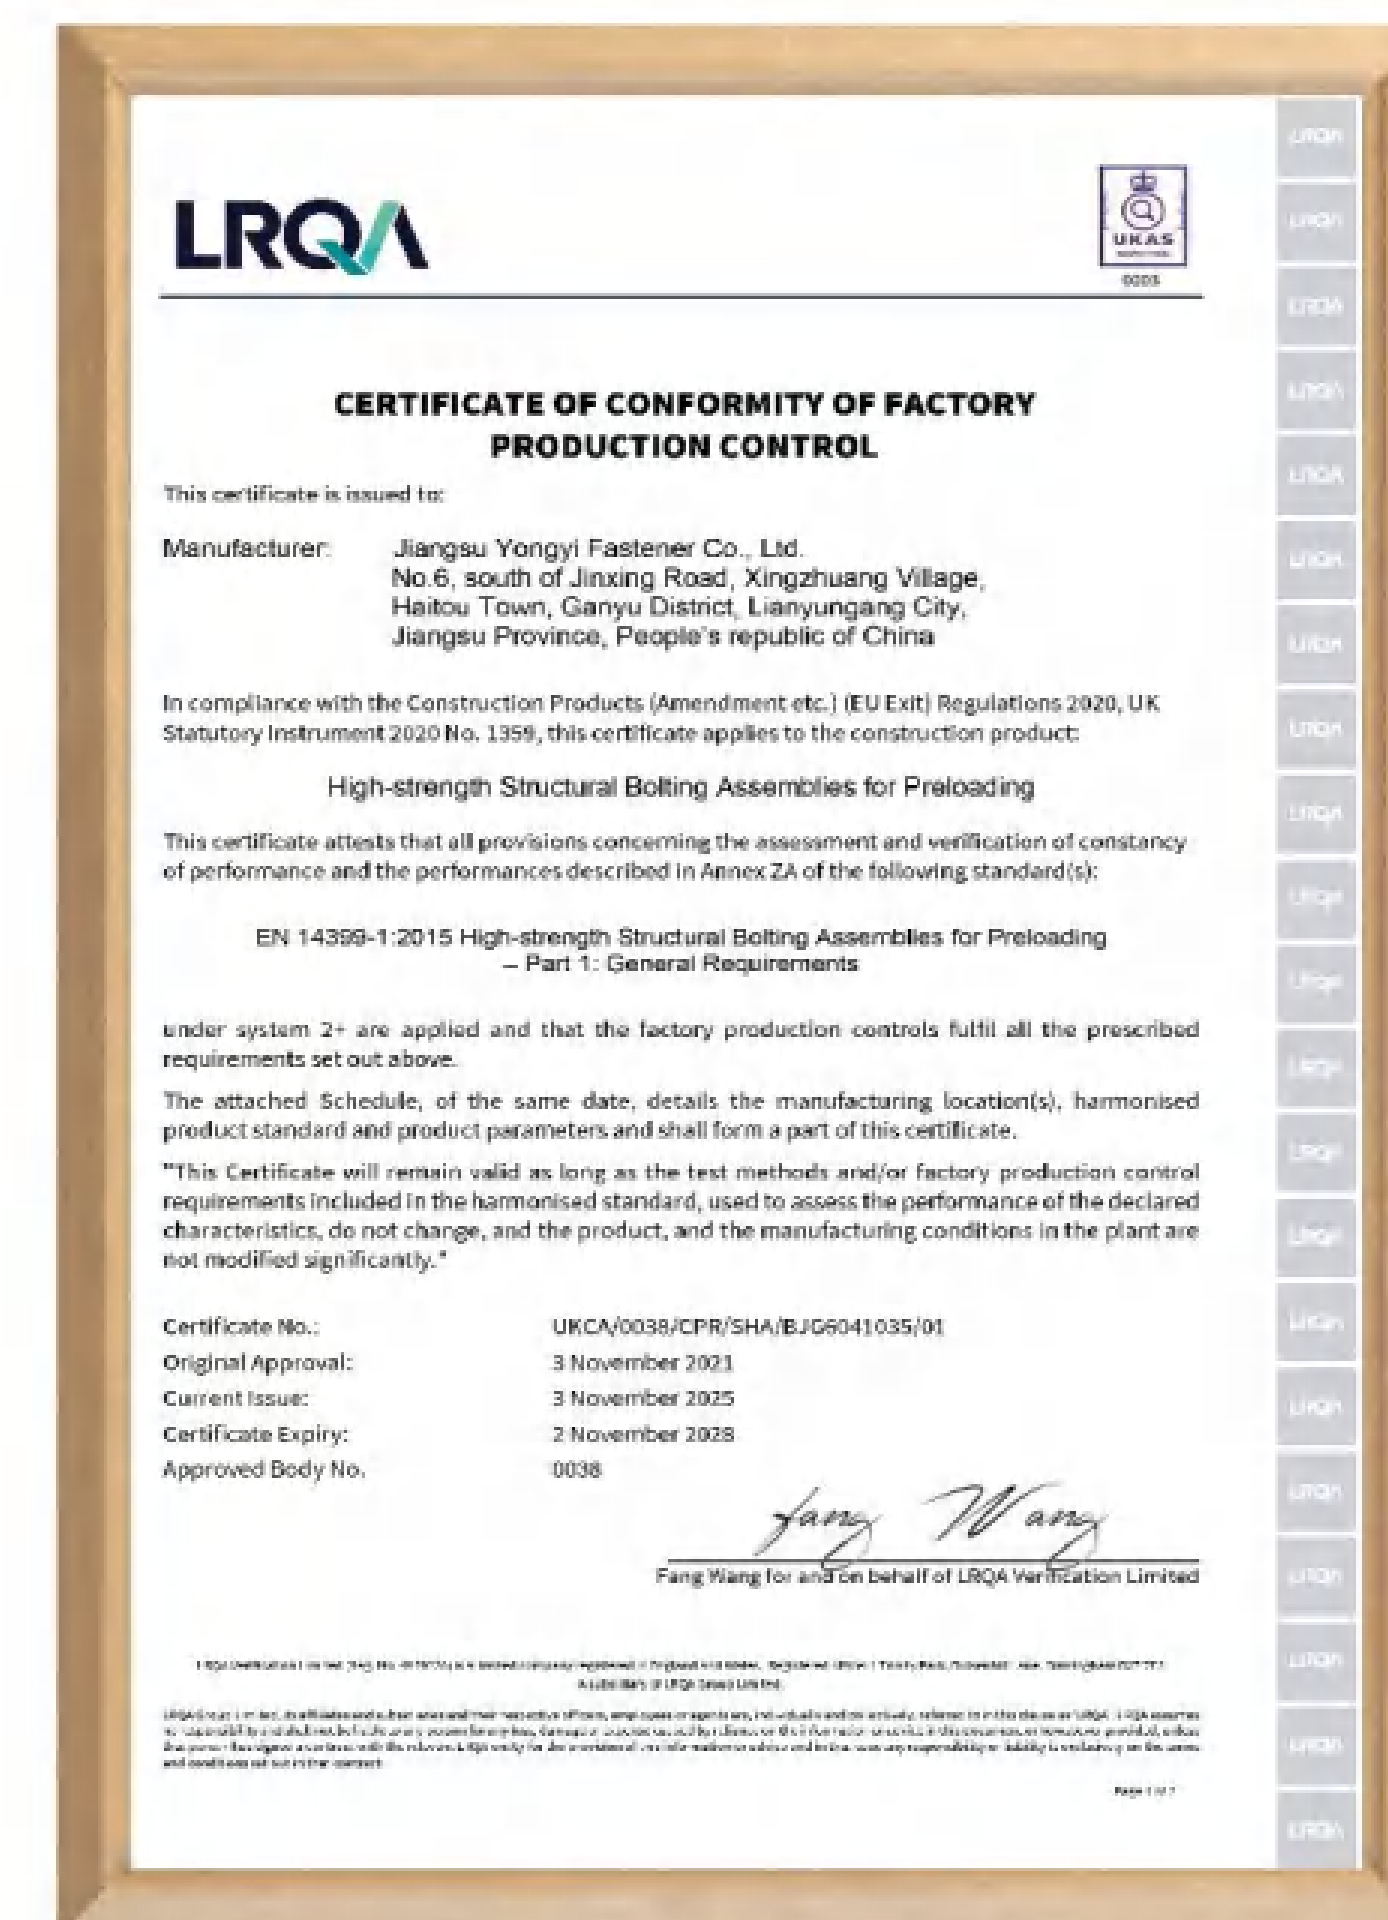 LRQA
UKAS
CERTIFICATE OF CONFORMITY OF FACTORY
PRODUCTION CONTROL
This certificate is issued to:
Manufacturer: Jiangsu Yongyi Fastener Co., Ltd.
No.6, south of Jinxing Road, Xingzhuang Village,
Haitou Town, Ganyu District, Lianyungang City,
Jiangsu Province, People's republic of China
In compliance with the Construction Products (Amendment etc.) (EU Exit) Regulations 2020, UK
Statutory Instrument 2020 No. 1359, this certificate applies to the construction product:
High-strength Structural Bolting Assemblies for Preloading
This certificate attests that all provisions concerning the assessment and verification of constancy
of performance and the performances described in Annex ZA of the following standard(s):
EN 14399-1:2015 High-strength Structural Bolting Assemblies for Preloading
– Part 1: General Requirements
under system 2+ are applied and that the factory production controls fulfil all the prescribed
requirements set out above.
The attached Schedule, of the same date, details the manufacturing location(s), harmonised
product standard and product parameters and shall form a part of this certificate.
"This Certificate will remain valid as long as the test methods and/or factory production control
requirements included in the harmonised standard, used to assess the performance of the declared
characteristics, do not change, and the product, and the manufacturing conditions in the plant are
not modified significantly."
Certificate No.: UKCA/0038/CPR/SHA/BJG6041035/01
Original Approval: 3 November 2021
Current Issue: 3 November 2025
Certificate Expiry: 2 November 2028
Approved Body No. 0038
Fang Wang
Fang Wang for and on behalf of LRQA Verification Limited
A subsidiary of LRQA Group Limited.
and conditions set out in that contract.